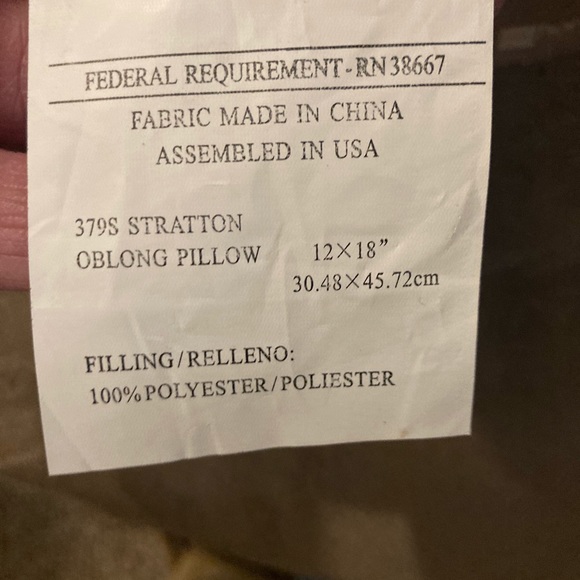 FEDERAL REQUIREMENT-RN38667
FABRIC MADE IN CHINA
ASSEMBLED IN USA
379S STRATTON
OBLONG PILLOW 12×18”
30.48×45.72cm
FILLING/RELLENO:
100%POLYESTER/POLIESTER